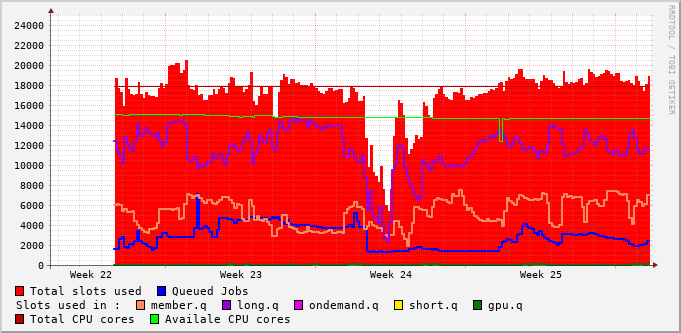 24000
22000
20000
18000
16000
14000
12000
10000
8000
6000
4000
2000
0
Week 22 Week 23 Week 24 Week 25
Total slots used Queued Jobs
Slots used in : member.q long.q ondemand.q short.q gpu.q
Total CPU cores Availale CPU cores
RRDTOOL / TOBI OETIKER